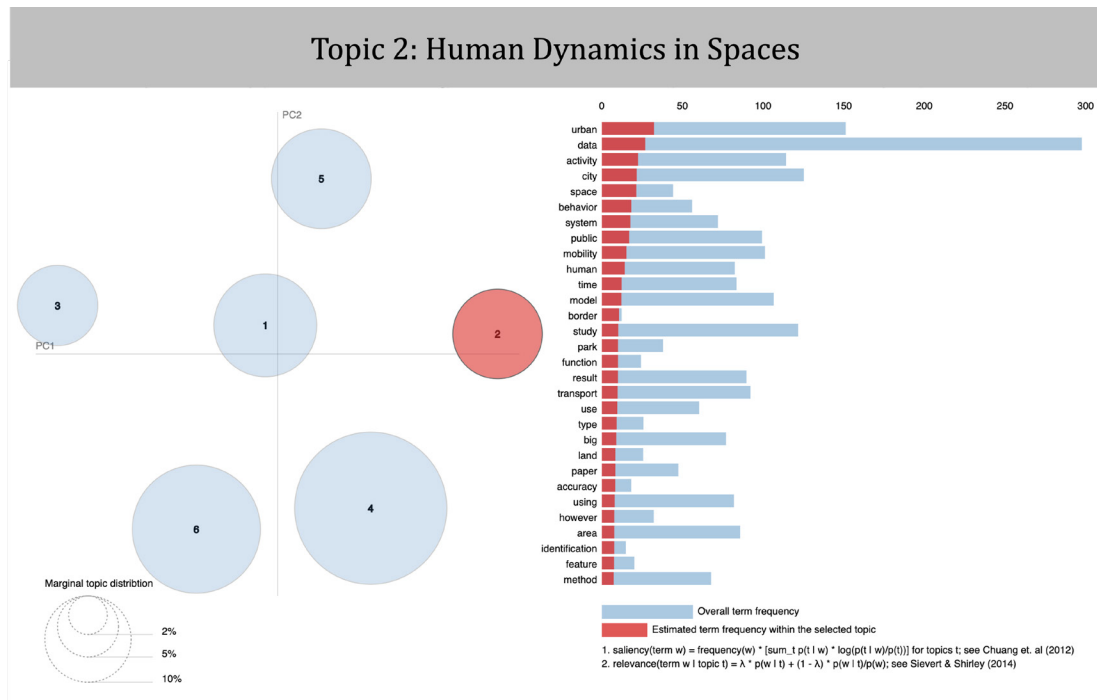 Topic 2: Human Dynamics in Spaces
PC2
5
3
1
2
PC1
4
6
Marginal topic distribtion
2%
5%
10%
0 50 100 150 200 250 300
urban
data
activity
city
space
behavior
system
public
mobility
human
time
model
border
study
park
function
result
transport
use
type
big
land
paper
accuracy
using
however
area
identification
feature
method
Overall term frequency
Estimated term frequency within the selected topic
1. saliency(term w) = frequency(w) * [sum_t p(t | w) * log(p(t | w)/p(t))] for topics t; see Chuang et. al (2012)
2. relevance(term w | topic t) = λ * p(w | t) + (1 - λ) * p(w | t)/p(w); see Sievert & Shirley (2014)